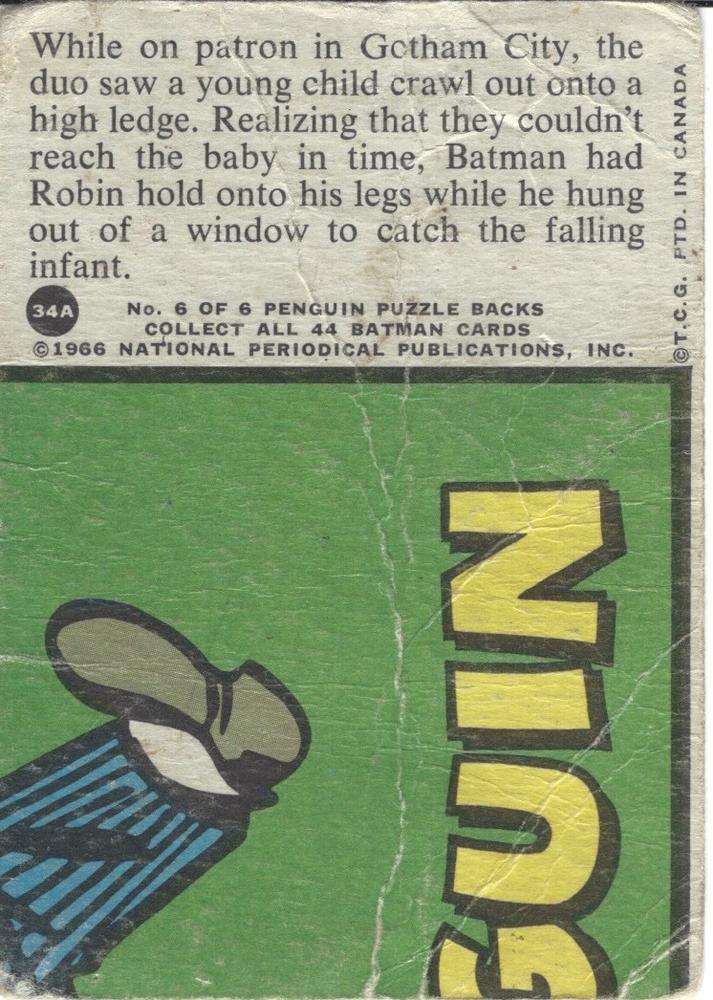 While on patron in Gotham City, the
duo saw a young child crawl out onto a
high ledge. Realizing that they couldn't
reach the baby in time, Batman had
Robin hold onto his legs while he hung
out of a window to catch the falling
infant.
34A
No. 6 OF 6 PENGUIN PUZZLE BACKS
COLLECT ALL 44 BATMAN CARDS
©1966 NATIONAL PERIODICAL PUBLICATIONS, INC.
©T.C.G. PTD. IN CANADA
GUIN